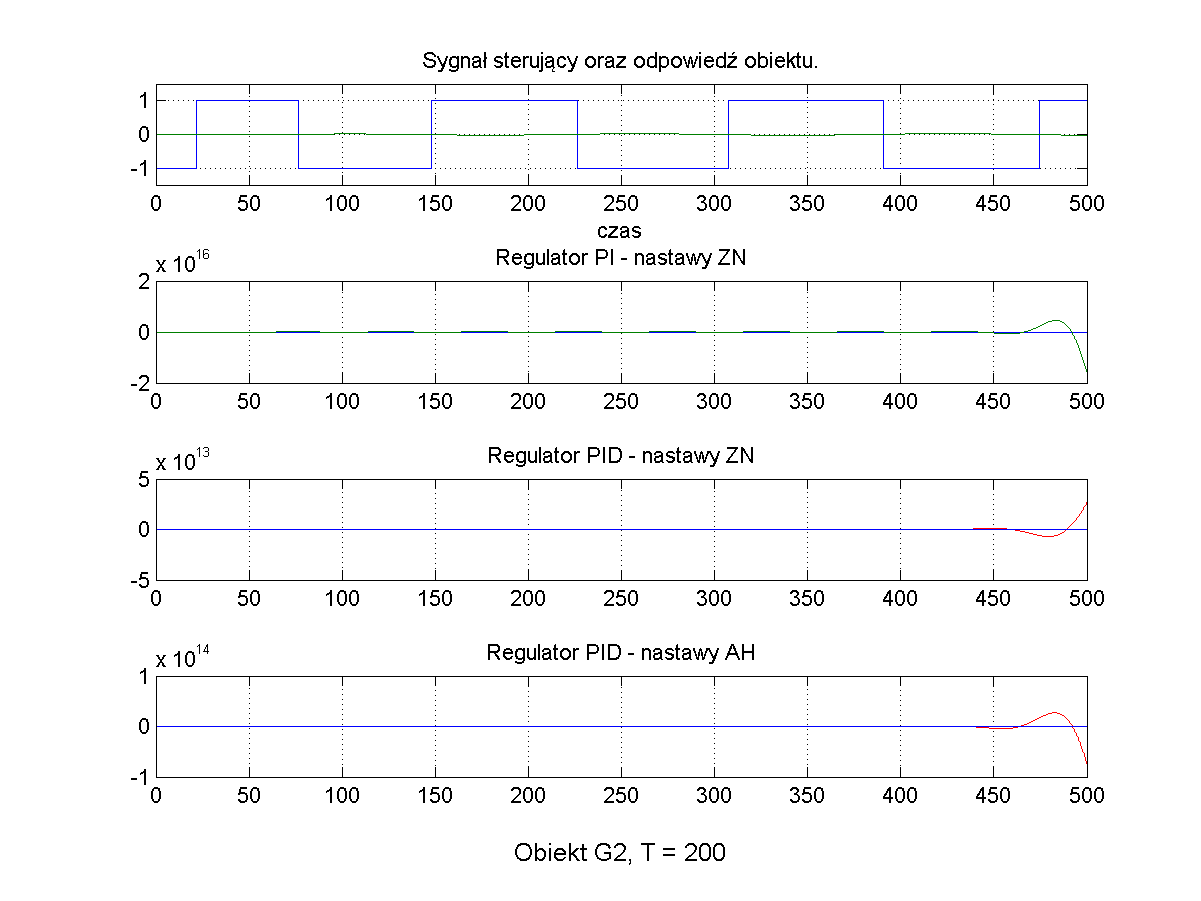 Sygnał sterujący oraz odpowiedź obiektu.
1
0
-1
0 50 100 150 200 250 300 350 400 450 500
czas
Regulator PI - nastawy ZN
x 10^16
2
0
-2
0 50 100 150 200 250 300 350 400 450 500
Regulator PID - nastawy ZN
x 10^13
5
0
-5
0 50 100 150 200 250 300 350 400 450 500
Regulator PID - nastawy AH
x 10^14
1
0
-1
0 50 100 150 200 250 300 350 400 450 500
Obiekt G2, T = 200